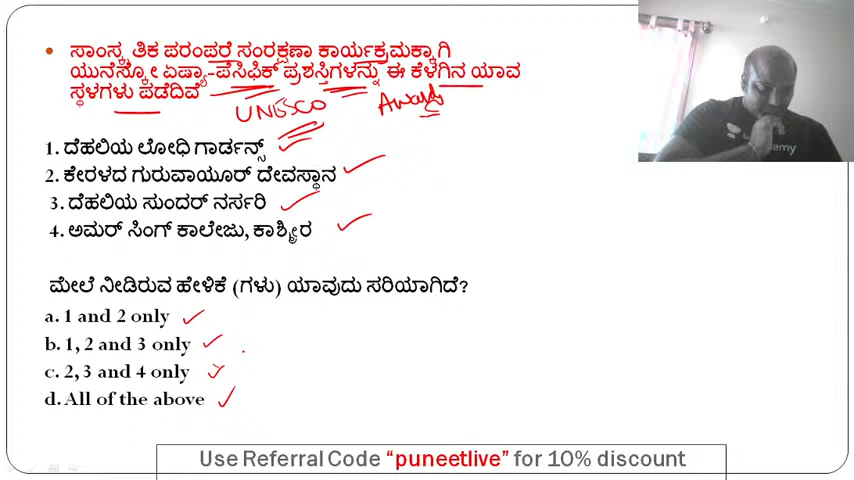 ಸಾಂಸ್ಕೃತಿಕ ಪರಂಪರೆ ಸಂರಕ್ಷಣಾ ಕಾರ್ಯಕ್ರಮಕ್ಕಾಗಿ
ಯುನೆಸ್ಕೋ ಏಷ್ಯಾ-ಪೆಸಿಫಿಕ್ ಪ್ರಶಸ್ತಿಗಳನ್ನು ಈ ಕೆಳಗಿನ ಯಾವ
ಸ್ಥಳಗಳು ಪಡೆದಿವೆ
UNESCO Awards
1. ದೆಹಲಿಯ ಲೋಧಿ ಗಾರ್ಡನ್ಸ್
2. ಕೇರಳದ ಗುರುವಾಯೂರ್ ದೇವಸ್ಥಾನ
3. ದೆಹಲಿಯ ಸುಂದರ್ ನರ್ಸರಿ
4. ಅಮರ್ ಸಿಂಗ್ ಕಾಲೇಜು, ಕಾಶ್ಮೀರ
ಮೇಲೆ ನೀಡಿರುವ ಹೇಳಿಕೆ (ಗಳು) ಯಾವುದು ಸರಿಯಾಗಿದೆ?
a. 1 and 2 only
b. 1, 2 and 3 only
c. 2, 3 and 4 only
d. All of the above
Use Referral Code “puneetlive” for 10% discount